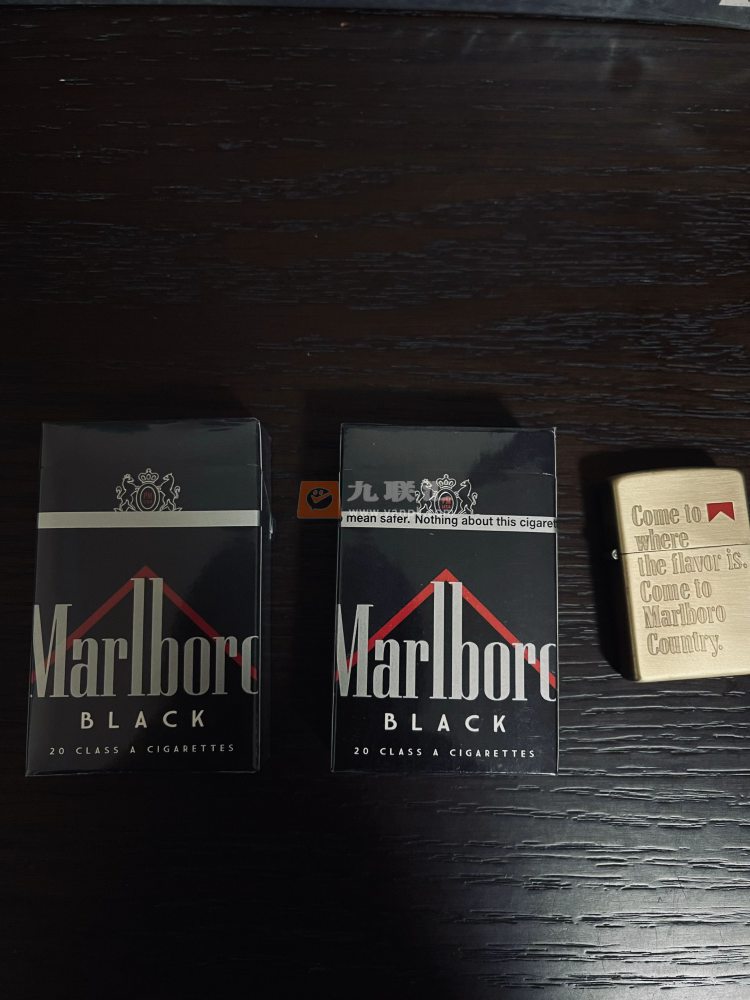 Marlboro
BLACK
20 CLASS A CIGARETTES
九联
mean safer. Nothing about this cigaret
Marlboro
BLACK
20 CLASS A CIGARETTES
Come to
where
the flavor is.
Come to
Marlboro
Country.